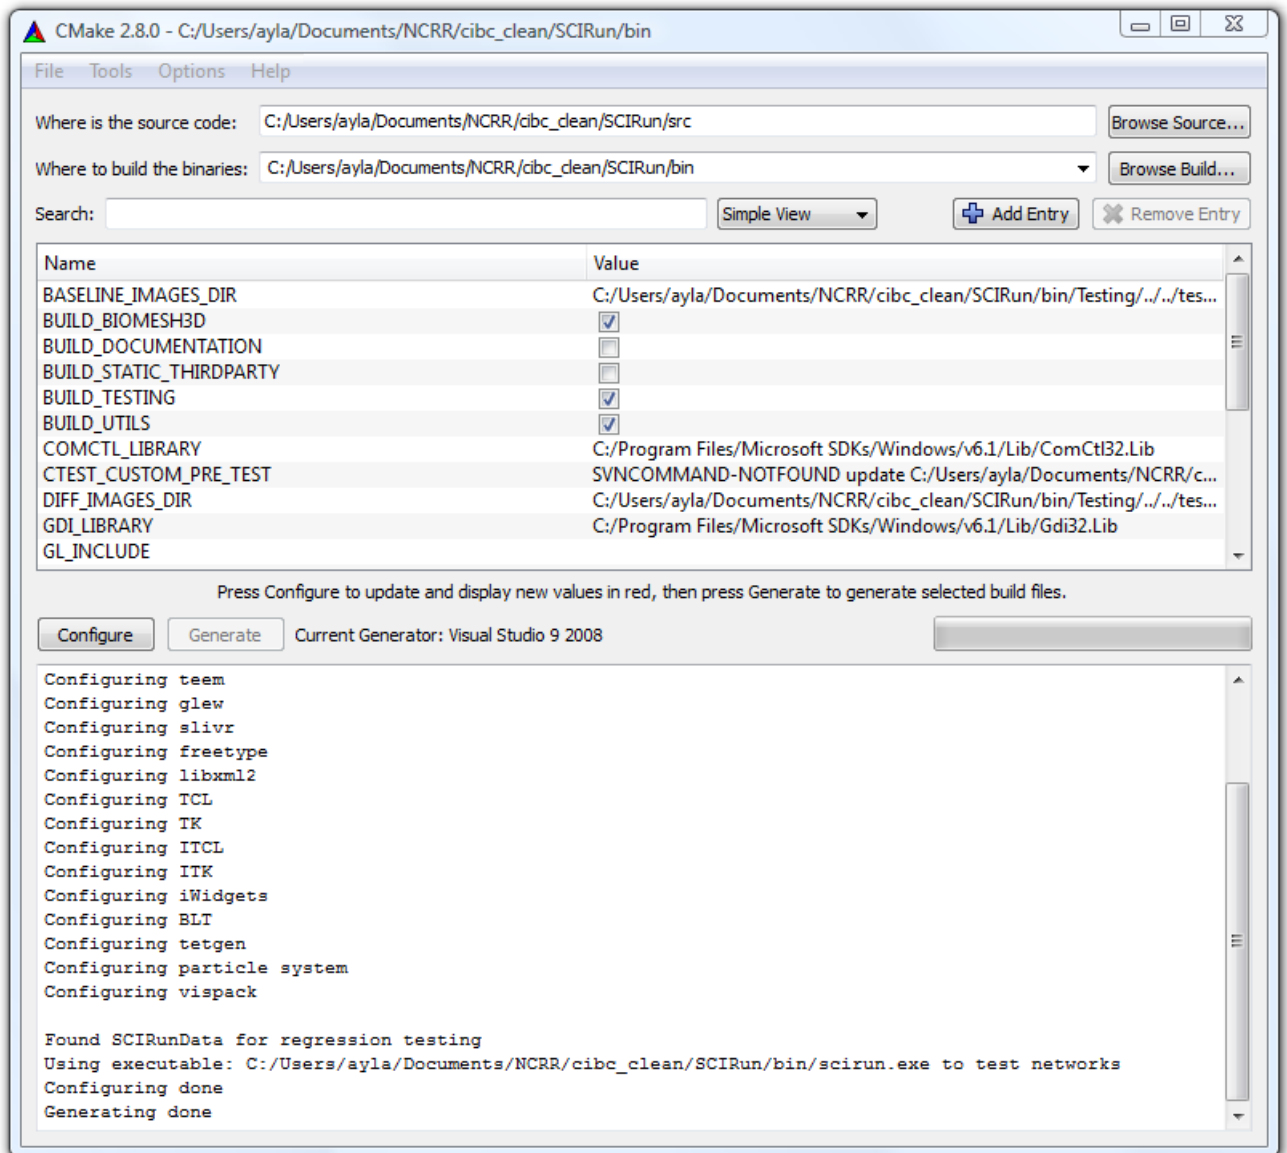 CMake 2.8.0 - C:/Users/ayla/Documents/NCRR/cibc_clean/SCIRun/bin
File Tools Options Help
Where is the source code: C:/Users/ayla/Documents/NCRR/cibc_clean/SCIRun/src Browse Source...
Where to build the binaries: C:/Users/ayla/Documents/NCRR/cibc_clean/SCIRun/bin Browse Build...
Search: Simple View Add Entry Remove Entry
Name Value
BASELINE_IMAGES_DIR C:/Users/ayla/Documents/NCRR/cibc_clean/SCIRun/bin/Testing/../../tes...
BUILD_BIOMESH3D
BUILD_DOCUMENTATION
BUILD_STATIC_THIRDPARTY
BUILD_TESTING
BUILD_UTILS
COMCTL_LIBRARY C:/Program Files/Microsoft SDKs/Windows/v6.1/Lib/ComCtl32.Lib
CTEST_CUSTOM_PRE_TEST SVNCOMMAND-NOTFOUND update C:/Users/ayla/Documents/NCRR/c...
DIFF_IMAGES_DIR C:/Users/ayla/Documents/NCRR/cibc_clean/SCIRun/bin/Testing/../../tes...
GDI_LIBRARY C:/Program Files/Microsoft SDKs/Windows/v6.1/Lib/Gdi32.Lib
GL_INCLUDE
Press Configure to update and display new values in red, then press Generate to generate selected build files.
Configure Generate Current Generator: Visual Studio 9 2008
Configuring teem
Configuring glew
Configuring slivr
Configuring freetype
Configuring libxml2
Configuring TCL
Configuring TK
Configuring ITCL
Configuring ITK
Configuring iWidgets
Configuring BLT
Configuring tetgen
Configuring particle system
Configuring vispack
Found SCIRunData for regression testing
Using executable: C:/Users/ayla/Documents/NCRR/cibc_clean/SCIRun/bin/scirun.exe to test networks
Configuring done
Generating done